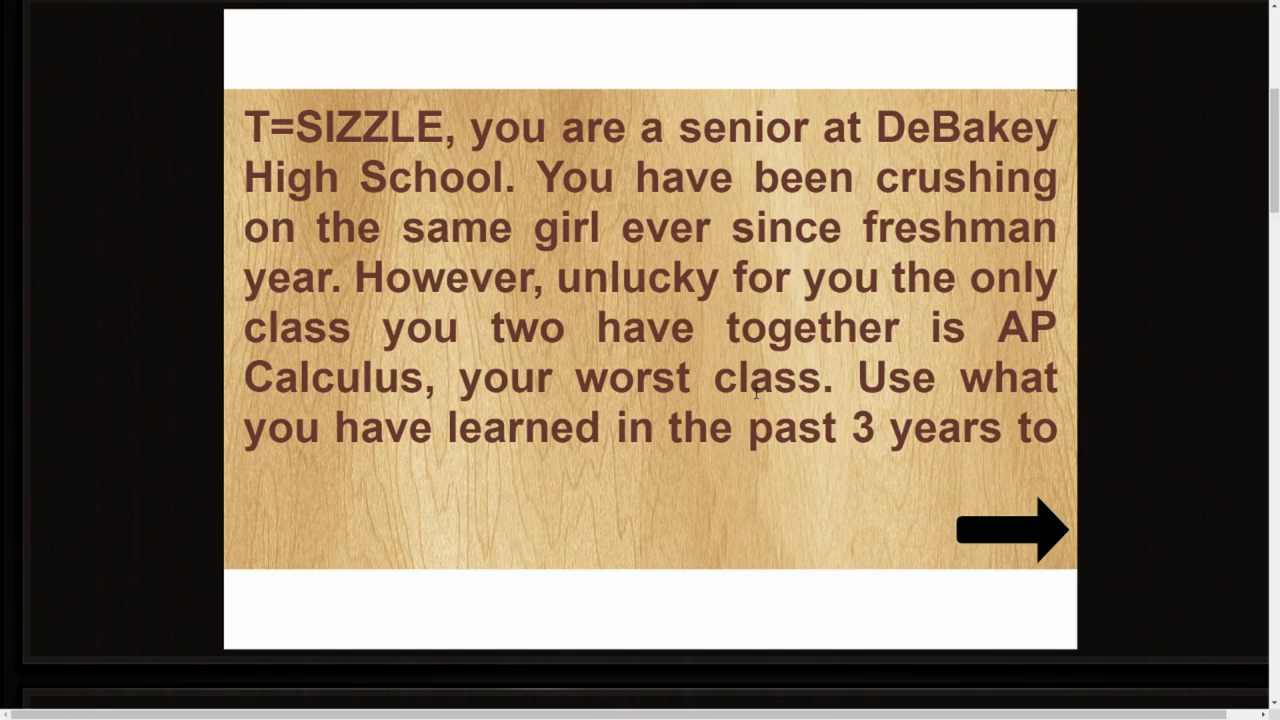 T=SIZZLE, you are a senior at DeBakey
High School. You have been crushing
on the same girl ever since freshman
year. However, unlucky for you the only
class you two have together is AP
Calculus, your worst class. Use what
you have learned in the past 3 years to